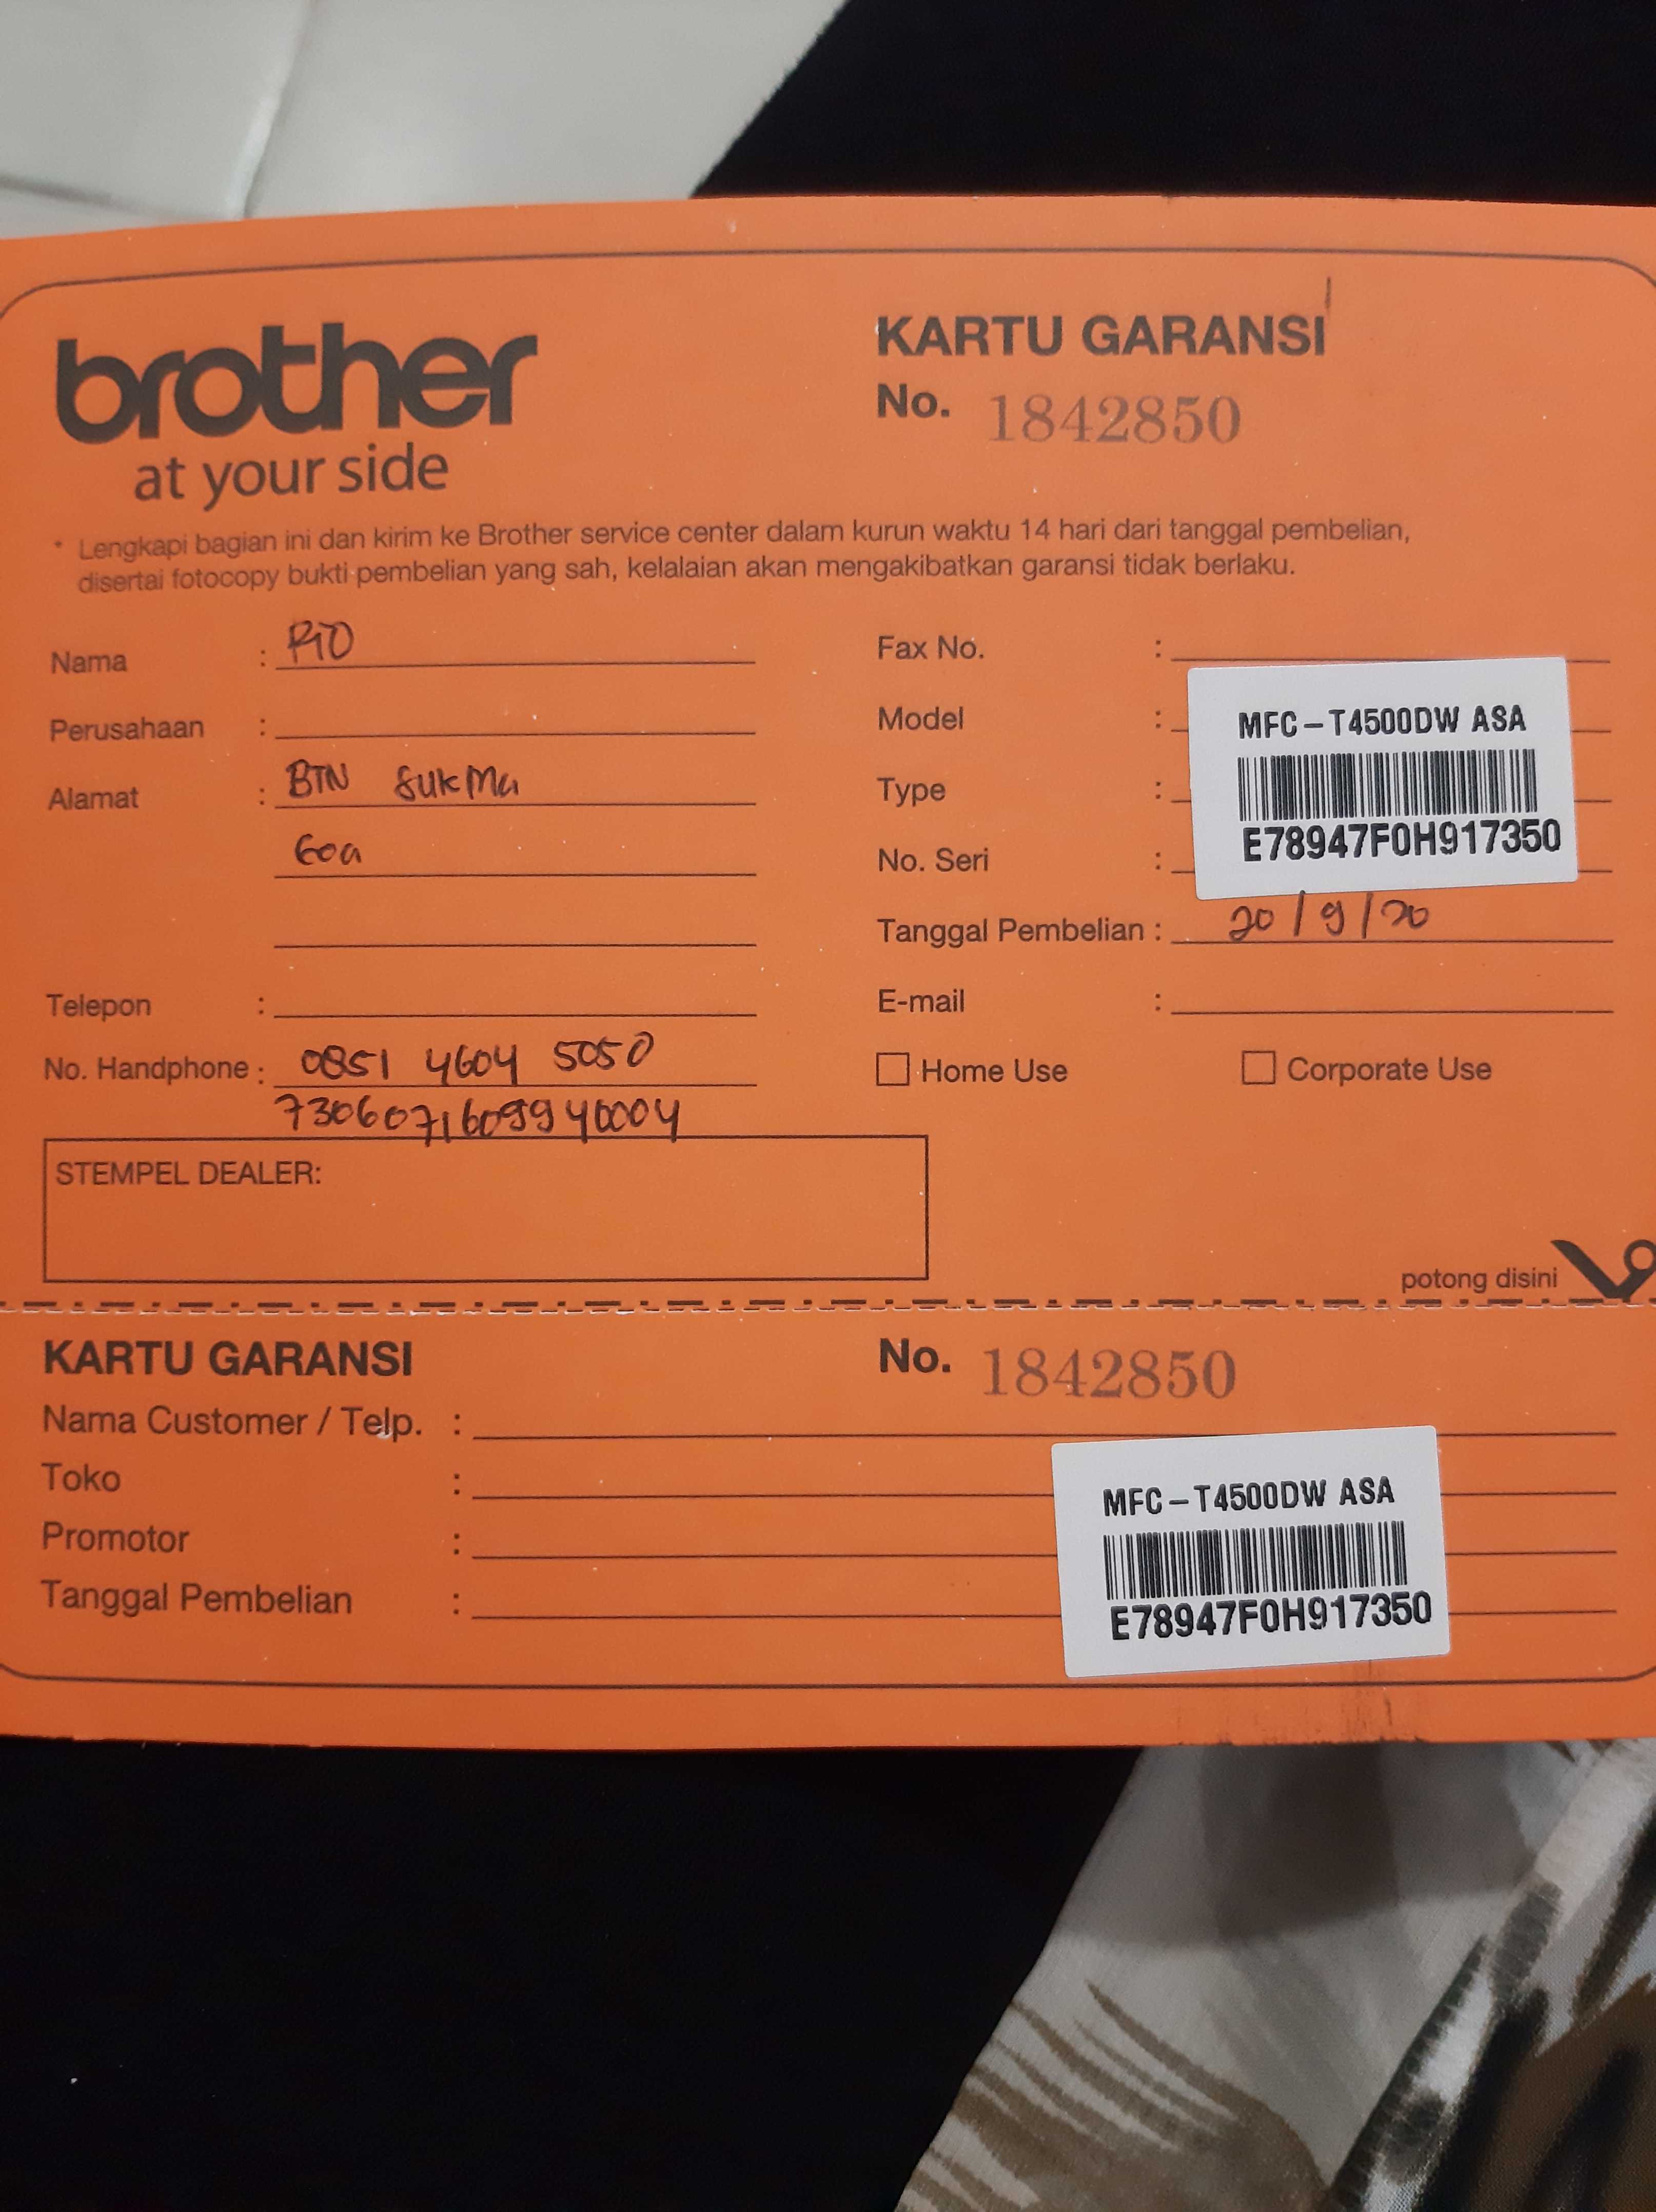 brother
at your side
KARTU GARANSI
No. 1842850
* Lengkapi bagian ini dan kirim ke Brother service center dalam kurun waktu 14 hari dari tanggal pembelian,
disertai fotocopy bukti pembelian yang sah, kelalaian akan mengakibatkan garansi tidak berlaku.
Nama : RIO
Perusahaan :
Alamat : BTN SUKMa
Goa
Telepon :
No. Handphone : 0851 4604 5050
7306071609940004
Fax No. :
Model : MFC-T4500DW ASA
Type :
No. Seri : E78947F0H917350
Tanggal Pembelian : 20/9/20
E-mail :
Home Use Corporate Use
STEMPEL DEALER:
potong disini
KARTU GARANSI No. 1842850
Nama Customer / Telp. :
Toko :
Promotor :
Tanggal Pembelian :
MFC-T4500DW ASA
E78947F0H917350